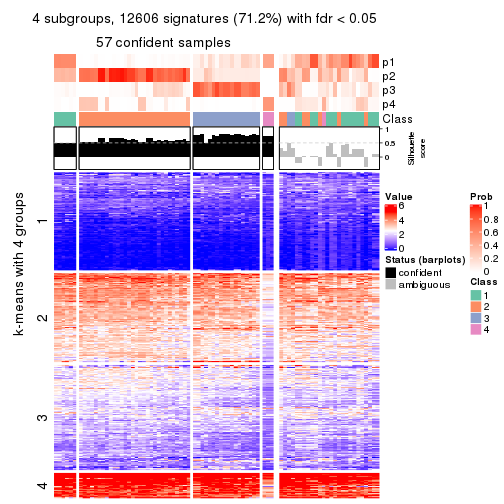 4 subgroups, 12606 signatures (71.2%) with fdr < 0.05
57 confident samples
p1
p2
p3
p4
Class
1
0.5
0
Silhouette
score
k-means with 4 groups
1
2
3
4
Value
6
4
2
0
Status (barplots)
confident
ambiguous
Prob
1
0.8
0.6
0.4
0.2
0
Class
1
2
3
4